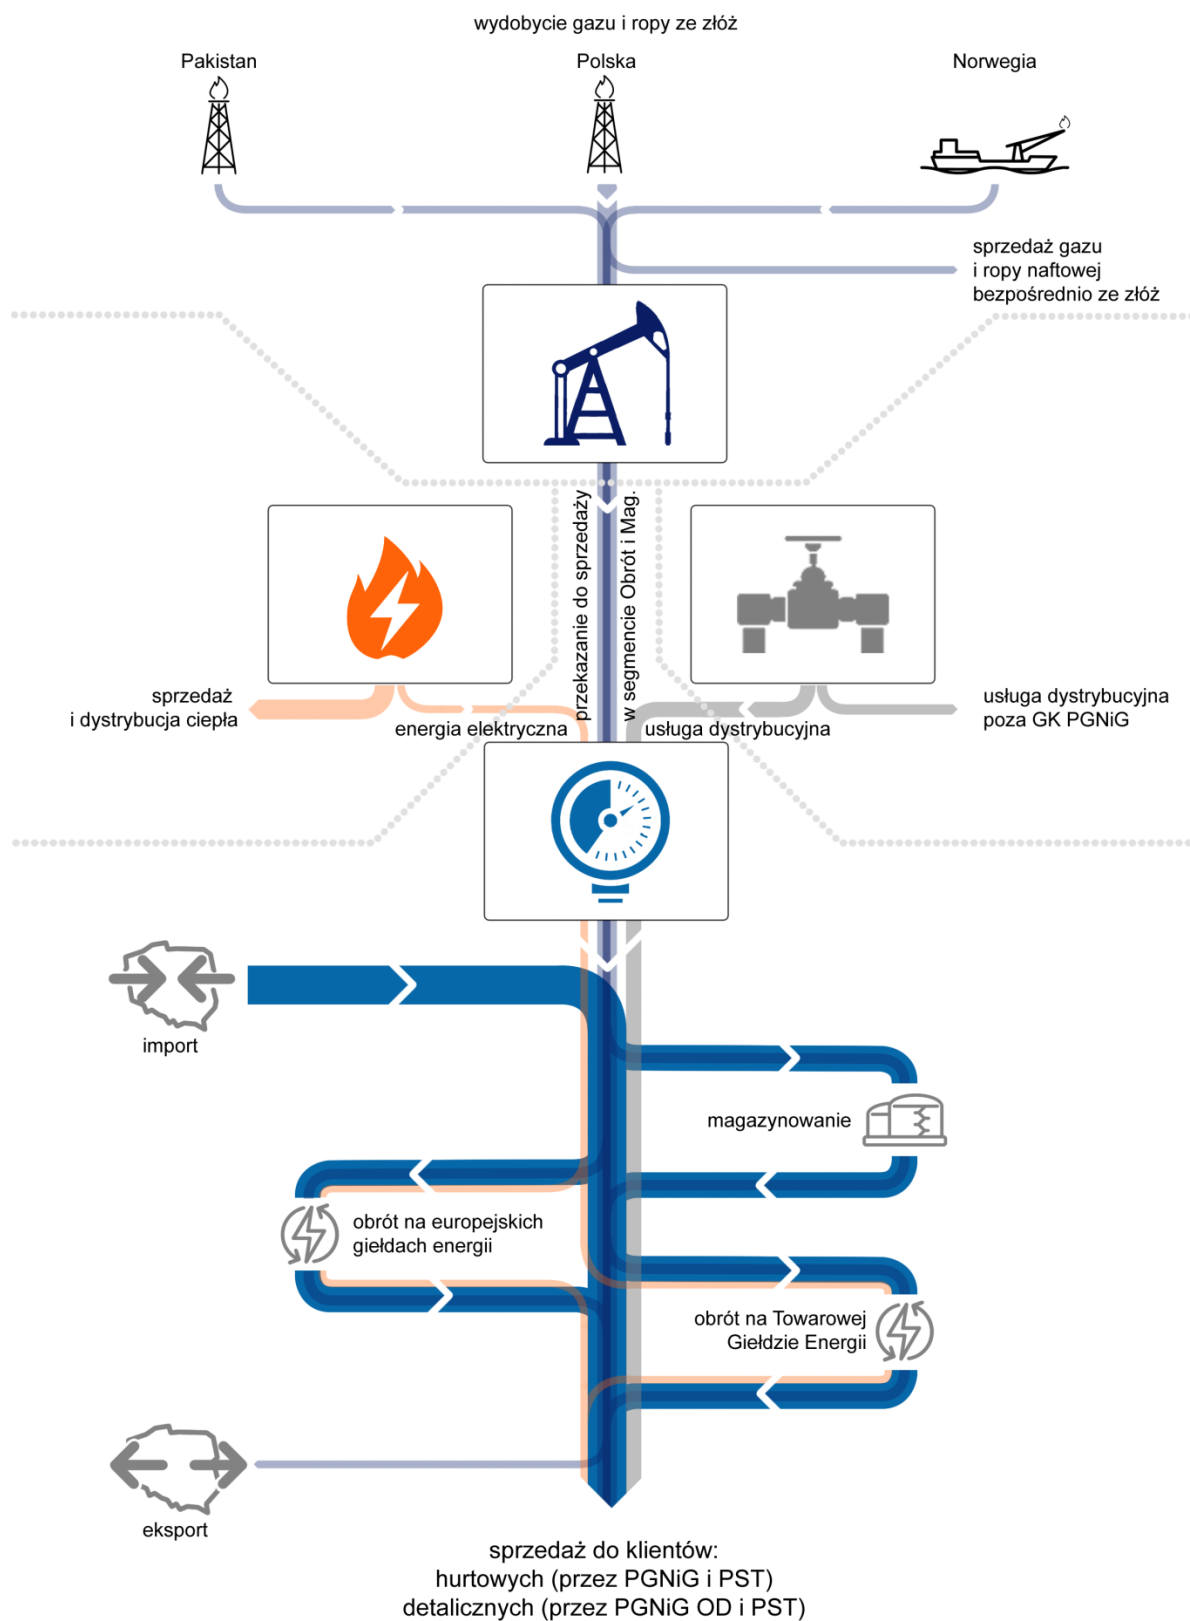 wydobycie gazu i ropy ze złóż
Pakistan
Polska
Norwegia
sprzedaż gazu
i ropy naftowej
bezpośrednio ze złóż
przekazanie do sprzedaży
w segmencie Obrót i Mag.
sprzedaż
i dystrybucja ciepła
energia elektryczna
usługa dystrybucyjna
usługa dystrybucyjna
poza GK PGNiG
import
magazynowanie
obrót na europejskich
giełdach energii
obrót na Towarowej
Giełdzie Energii
eksport
sprzedaż do klientów:
hurtowych (przez PGNiG i PST)
detalicznych (przez PGNiG OD i PST)